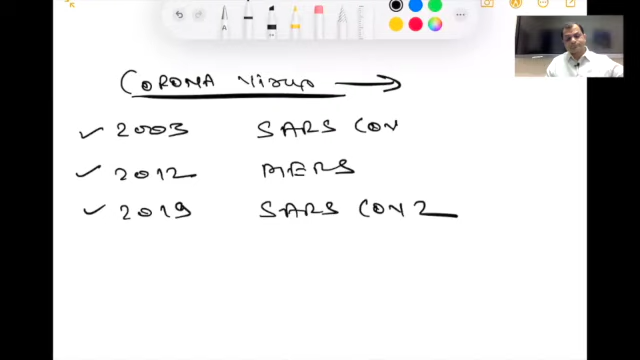 CORONA Virus →
✓ 2003 SARS COV
✓ 2012 MERS
✓ 2019 SARS COV 2